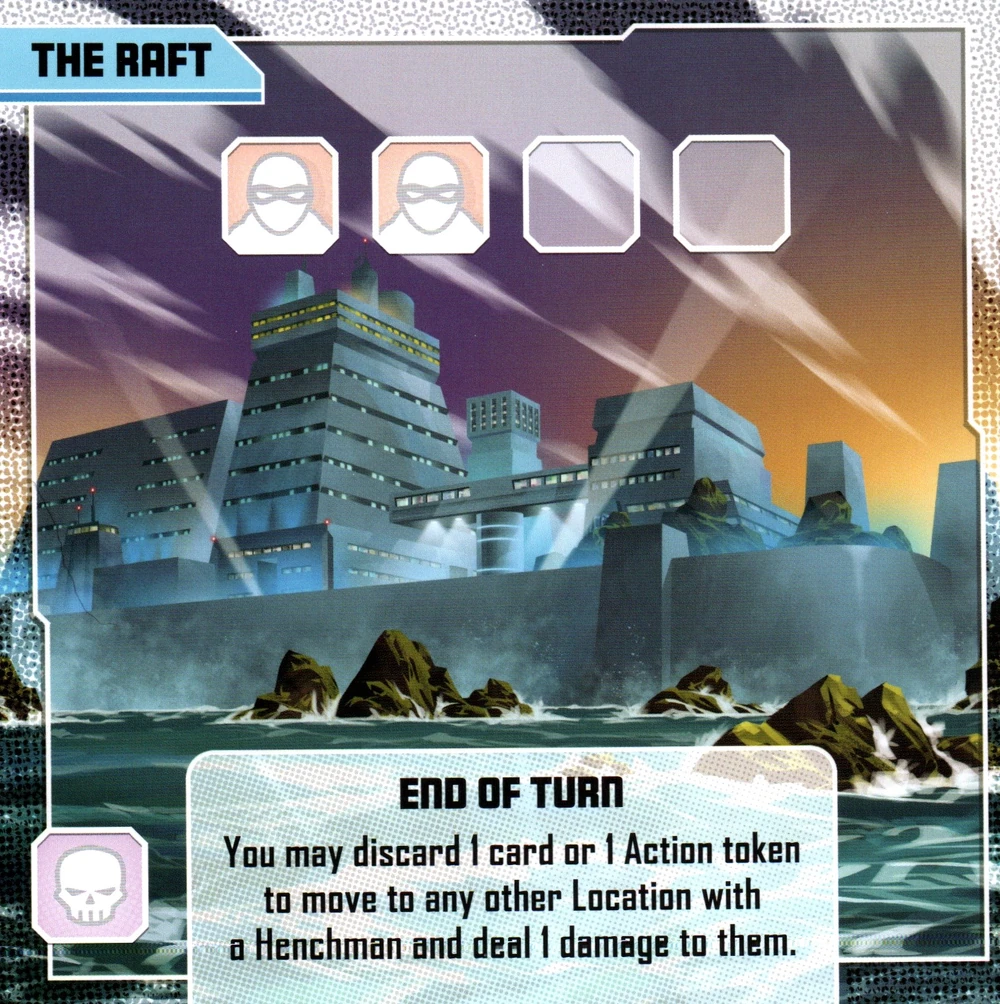 THE RAFT
END OF TURN
You may discard 1 card or 1 Action token
to move to any other Location with
a Henchman and deal 1 damage to them.